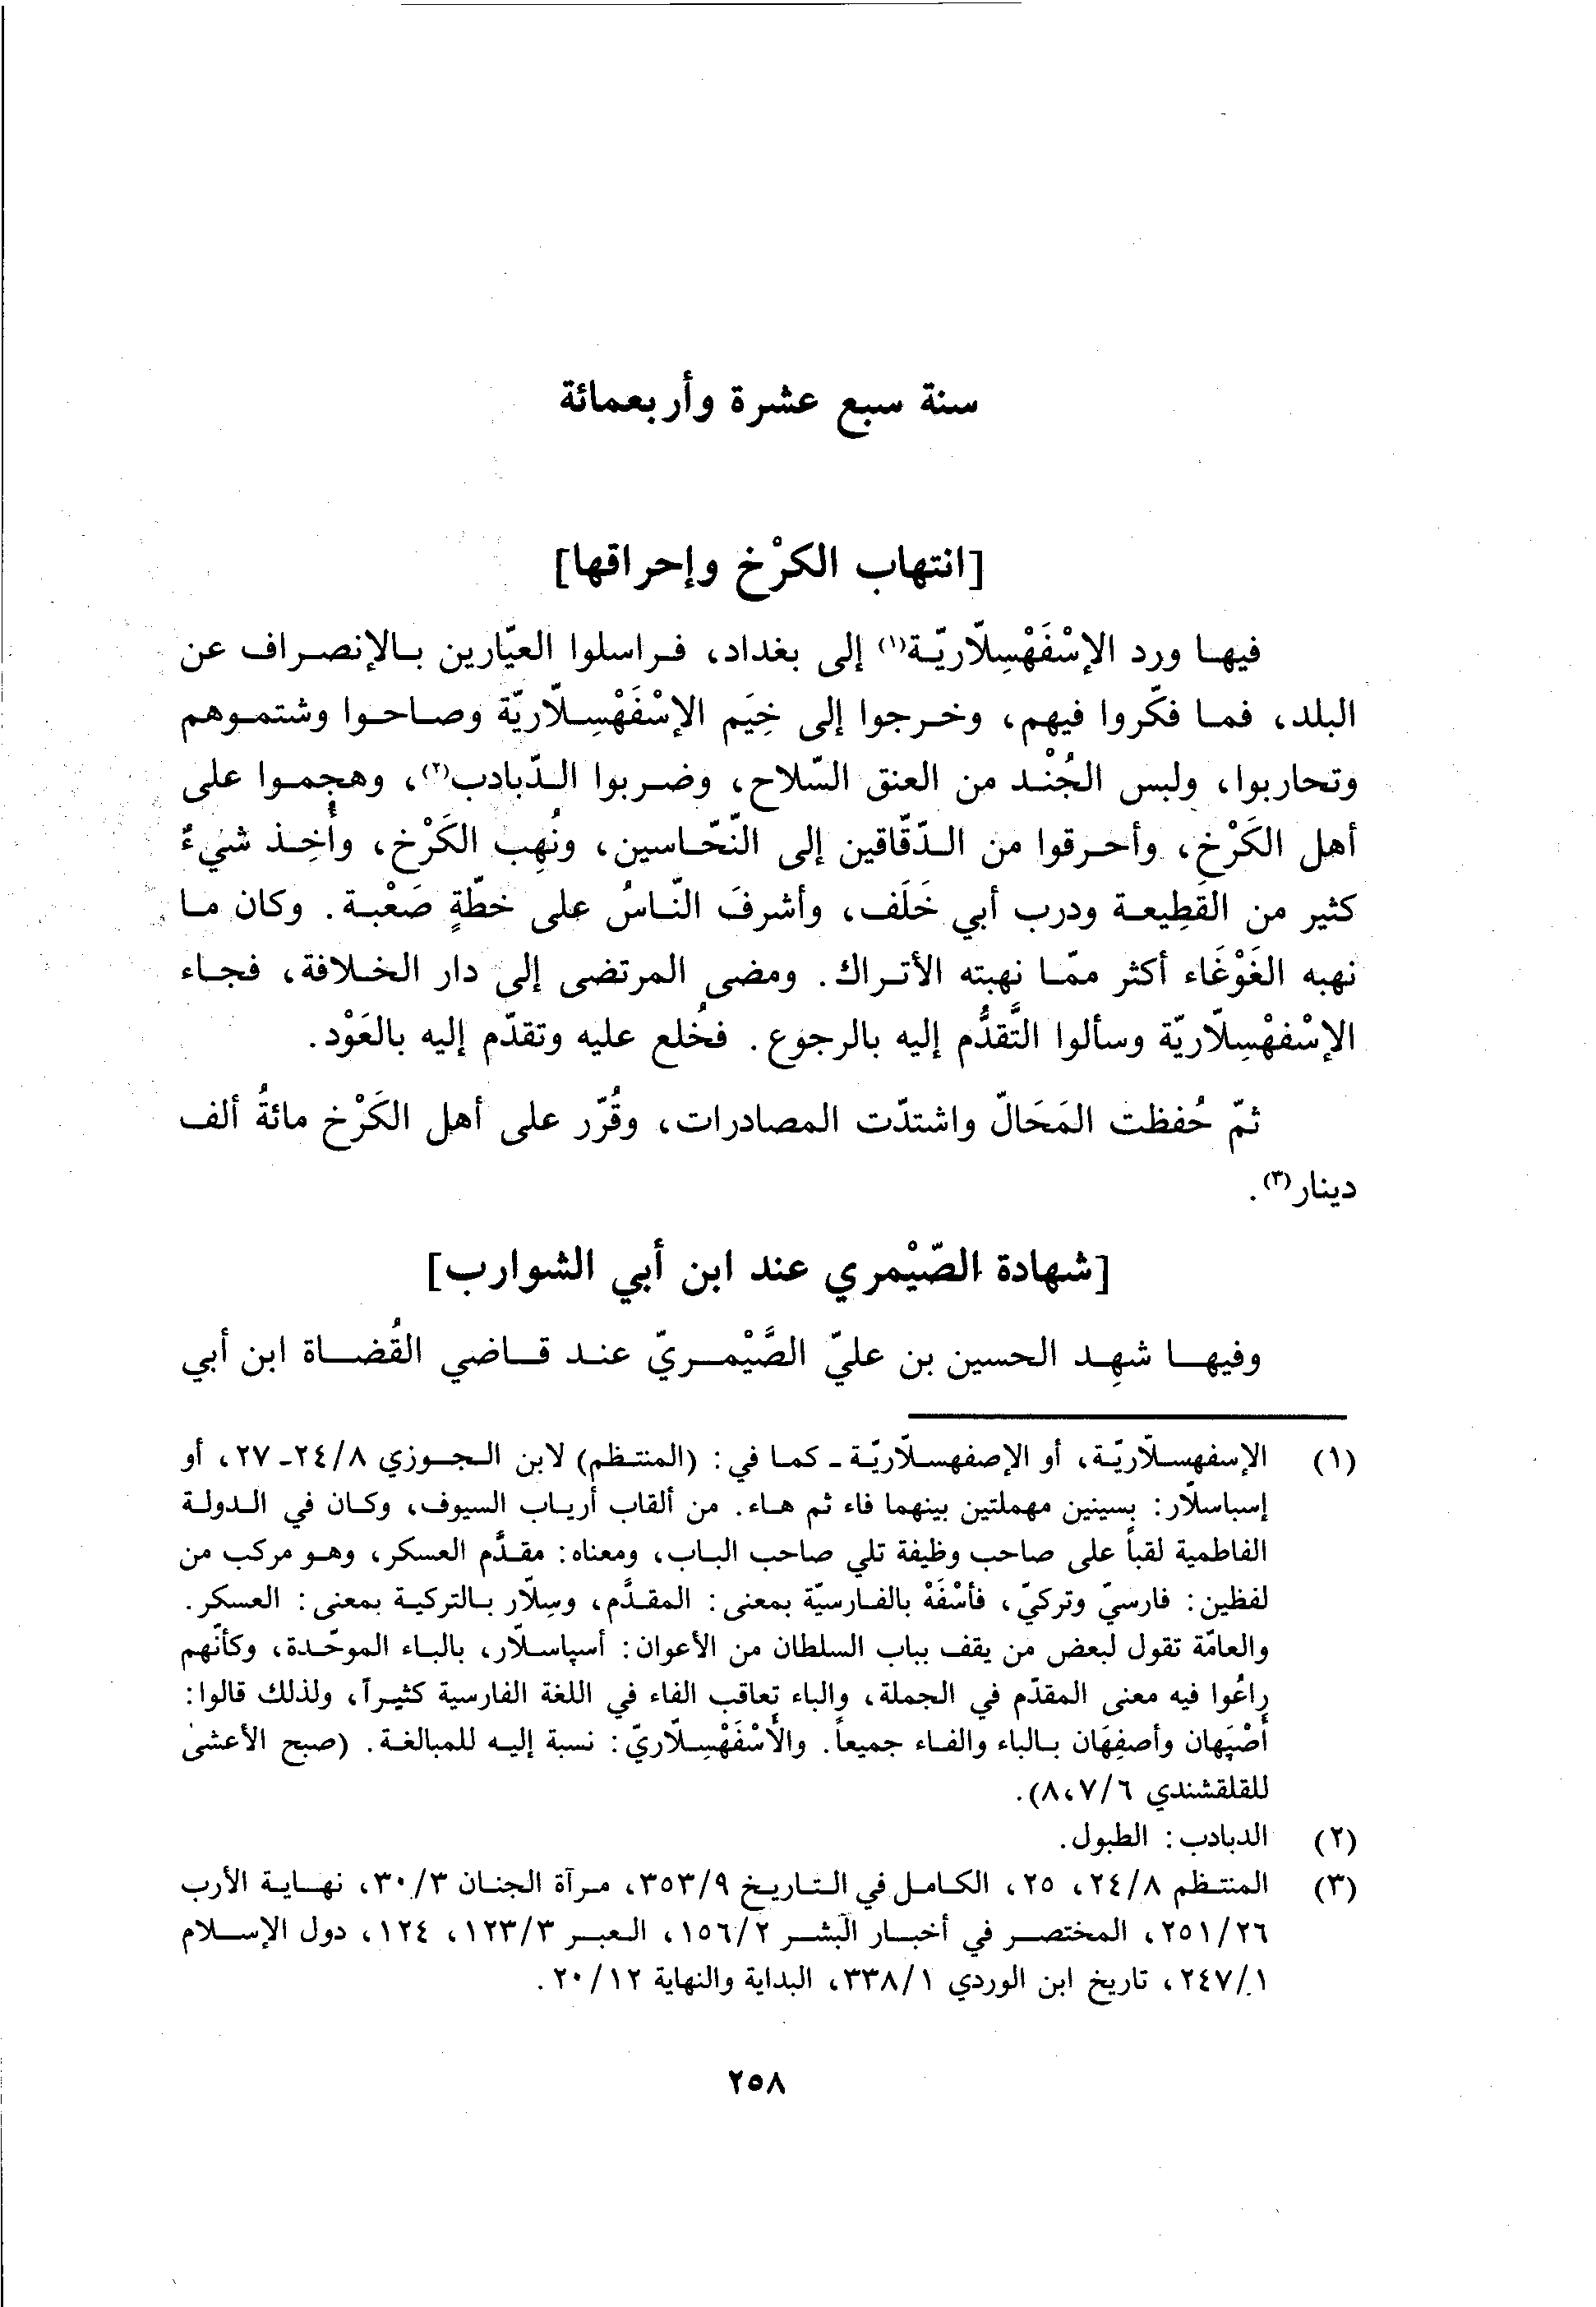 سنة سبع عشرة وأربعمائة
[انتهاب الكرْخ وإحراقها]
فيها ورد الإسْفَهْسِلّاريّة(١) إلى بغداد، فراسلوا العيّارين بالإنصراف عن
البلد، فما فكّروا فيهم، وخرجوا إلى خِيَم الإسْفَهْسِلّاريّة وصاحوا وشتموهم
وتحاربوا، ولبس الجُنْد من العنق السّلاح، وضربوا الدّبادب(٢)، وهجموا على
أهل الكَرْخ، وأحرقوا من الدّقّاقين إلى النّحّاسين، ونُهِب الكَرْخ، وأُخِذ شيءٌ
كثير من القَطِيعة ودرب أبي خَلَف، وأشرفَ النّاسُ على خطّةٍ صَعْبة. وكان ما
نهبه الغَوْغَاء أكثر ممّا نهبته الأتراك. ومضى المرتضى إلى دار الخلافة، فجاء
الإسْفهْسِلّاريّة وسألوا التَّقدُّم إليه بالرجوع. فخُلع عليه وتقدّم إليه بالعَوْد.
ثمّ حُفظت المَحَالّ واشتدّت المصادرات، وقُرّر على أهل الكَرْخ مائةُ ألف
دينار(٣).
[شهادة الصّيْمري عند ابن أبي الشوارب]
وفيها شهِد الحسين بن عليّ الصَّيْمريّ عند قاضي القُضاة ابن أبي
(١) الإسفهسلّاريّة، أو الإصفهسلّاريّة - كما في: (المنتظم) لابن الجوزي ٢٤/٨-٢٧، أو
إسباسلّار: بسينين مهملتين بينهما فاء ثم هاء. من ألقاب أرباب السيوف، وكان في الدولة
الفاطمية لقباً على صاحب وظيفة تلي صاحب الباب، ومعناه: مقدَّم العسكر، وهو مركب من
لفظين: فارسيّ وتركيّ، فأسْفَهْ بالفارسيّة بمعنى: المقدَّم، وسِلّار بالتركية بمعنى: العسكر.
والعامّة تقول لبعض من يقف بباب السلطان من الأعوان: أسباسلّار، بالباء الموحّدة، وكأنّهم
راعُوا فيه معنى المقدّم في الجملة، والباء تعاقب الفاء في اللغة الفارسية كثيراً، ولذلك قالوا:
أَصْبَهان وأصفِهَان بالباء والفاء جميعاً. والأسْفَهْسِلّاريّ: نسبة إليه للمبالغة. (صبح الأعشىٰ
للقلقشندي ٧/٦،٨).
(٢) الدبادب: الطبول.
(٣) المنتظم ٢٤/٨، ٢٥، الكامل في التاريخ ٣٥٣/٩، مرآة الجنان ٣٠/٣، نهاية الأرب
٢٥١/٢٦، المختصر في أخبار البشر ١٥٦/٢، العبر ١٢٣/٣، ١٢٤، دول الإسلام
٢٤٧/١، تاريخ ابن الوردي ٣٣٨/١، البداية والنهاية ٢٠/١٢.
٢٥٨